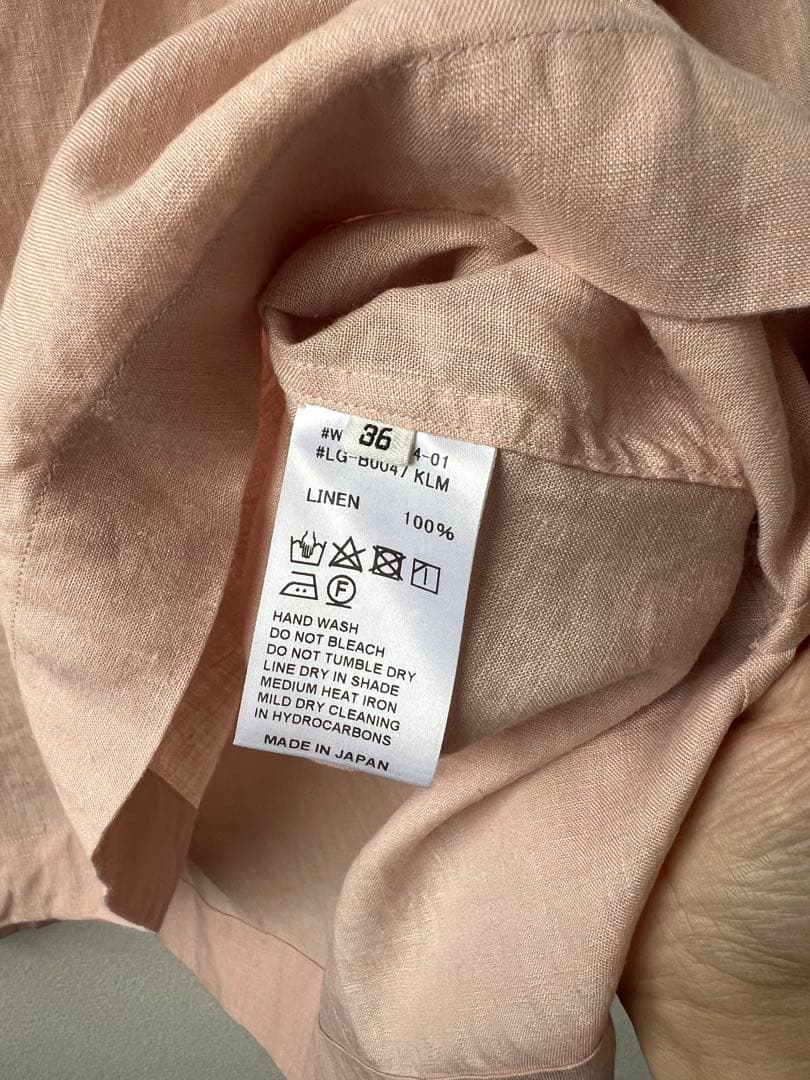 36
#W 4-01
#LG-B0047 KLM
LINEN 100%
F
HAND WASH
DO NOT BLEACH
DO NOT TUMBLE DRY
LINE DRY IN SHADE
MEDIUM HEAT IRON
MILD DRY CLEANING
IN HYDROCARBONS
MADE IN JAPAN